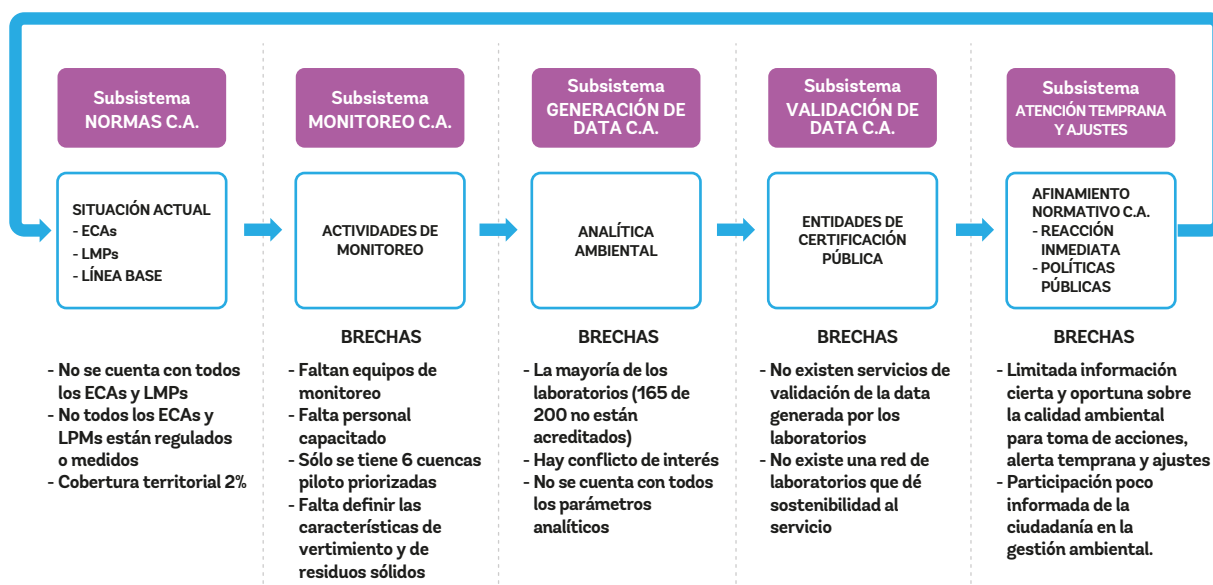 Subsistema
NORMAS C.A.
SITUACIÓN ACTUAL
- ECAs
- LMPs
- LÍNEA BASE
- No se cuenta con todos
los ECAs y LMPs
- No todos los ECAs y
LPMs están regulados
o medidos
- Cobertura territorial 2%
Subsistema
MONITOREO C.A.
ACTIVIDADES DE
MONITOREO
BRECHAS
- Faltan equipos de
monitoreo
- Falta personal
capacitado
- Sólo se tiene 6 cuencas
piloto priorizadas
- Falta definir las
características de
vertimiento y de
residuos sólidos
Subsistema
GENERACIÓN DE
DATA C.A.
ANALÍTICA
AMBIENTAL
BRECHAS
- La mayoría de los
laboratorios (165 de
200 no están
acreditados)
- Hay conflicto de interés
- No se cuenta con todos
los parámetros
analíticos
Subsistema
VALIDACIÓN DE
DATA C.A.
ENTIDADES DE
CERTIFICACIÓN
PÚBLICA
BRECHAS
- No existen servicios de
validación de la data
generada por los
laboratorios
- No existe una red de
laboratorios que dé
sostenibilidad al
servicio
Subsistema
ATENCIÓN TEMPRANA
Y AJUSTES
AFINAMIENTO
NORMATIVO C.A.
- REACCIÓN
INMEDIATA
- POLÍTICAS
PÚBLICAS
BRECHAS
- Limitada información
cierta y oportuna sobre
la calidad ambiental
para toma de acciones,
alerta temprana y ajustes
- Participación poco
informada de la
ciudadanía en la
gestión ambiental.